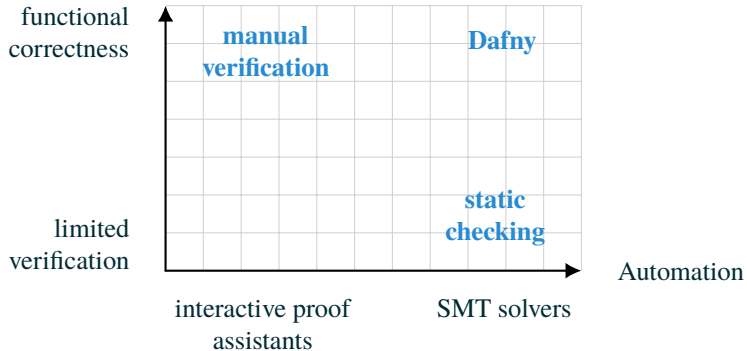 functional
correctness
manual
verification
Dafny
static
checking
limited
verification
Automation
interactive proof
assistants
SMT solvers